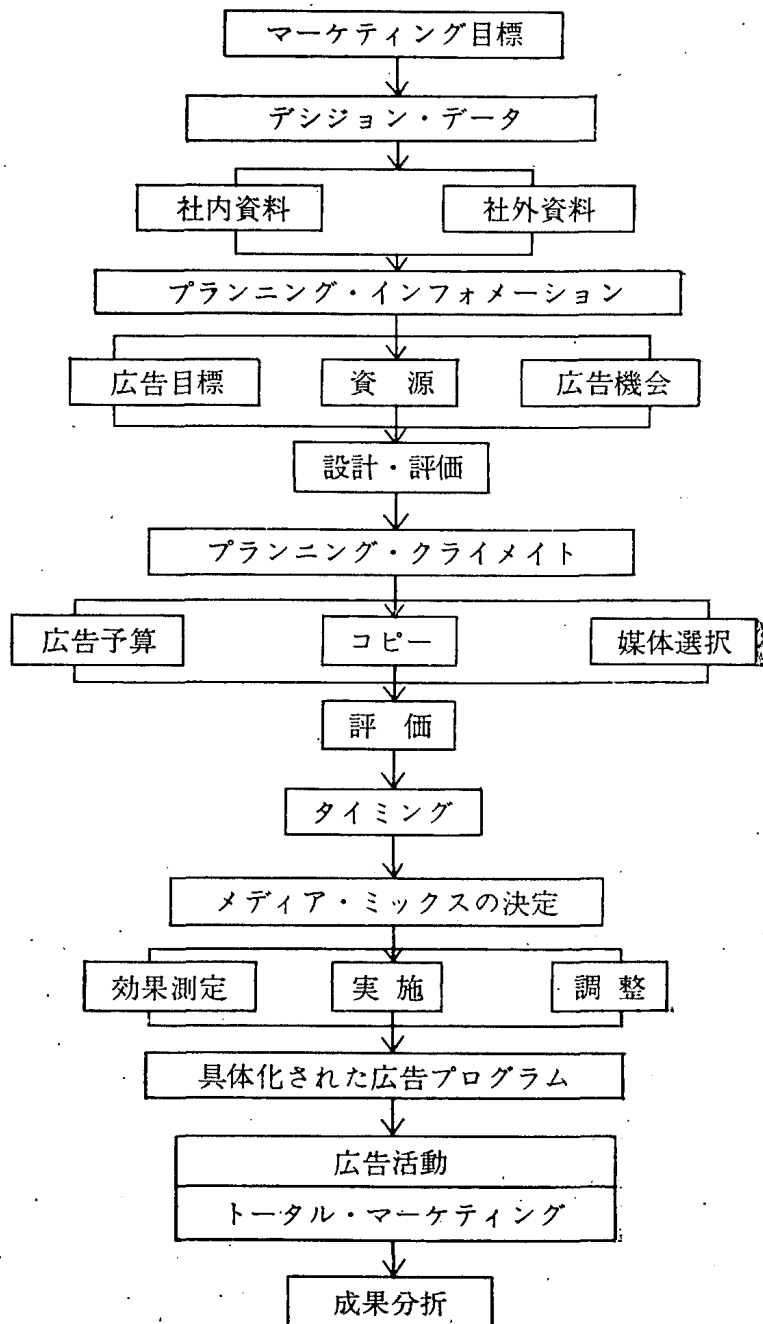 マーケティング目標
デシジョン・データ
社内資料 社外資料
プランニング・インフォメーション
広告目標 資 源 広告機会
設計・評価
プランニング・クライメイト
広告予算 コピー 媒体選択
評 価
タイミング
メディア・ミックスの決定
効果測定 実 施 調 整
具体化された広告プログラム
広告活動
トータル・マーケティング
成果分折